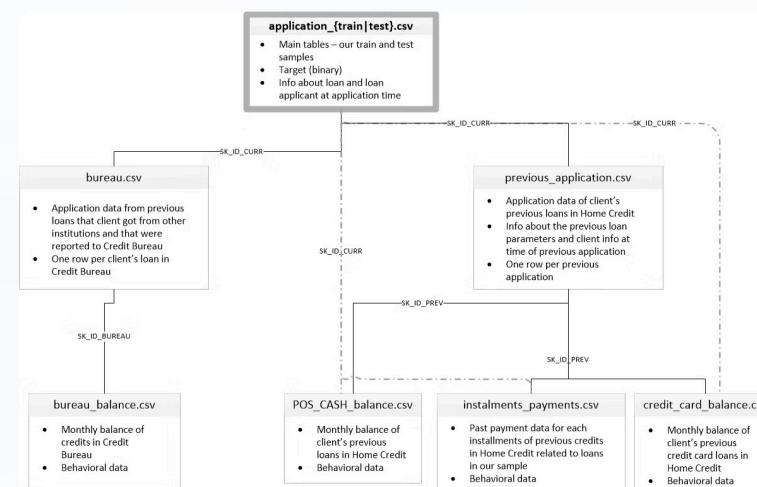 application_{train|test}.csv
• Main tables – our train and test
samples
• Target (binary)
• Info about loan and loan
applicant at application time
SK_ID_CURR
SK_ID_CURR
SK_ID_CURR
bureau.csv
• Application data from previous
loans that client got from other
institutions and that were
reported to Credit Bureau
• One row per client's loan in
Credit Bureau
previous_application.csv
• Application data of client's
previous loans in Home Credit
• Info about the previous loan
parameters and client info at
time of previous application
• One row per previous
application
SK_ID_CURR
SK_ID_PREV
SK_ID_BUREAU
SK_ID_PREV
bureau_balance.csv
• Monthly balance of
credits in Credit
Bureau
• Behavioral data
POS_CASH_balance.csv
• Monthly balance of
client's previous
loans in Home Credit
• Behavioral data
instalments_payments.csv
• Past payment data for each
installments of previous credits
in Home Credit related to loans
in our sample
• Behavioral data
credit_card_balance.c
• Monthly balance of
client's previous
credit card loans in
Home Credit
• Behavioral data